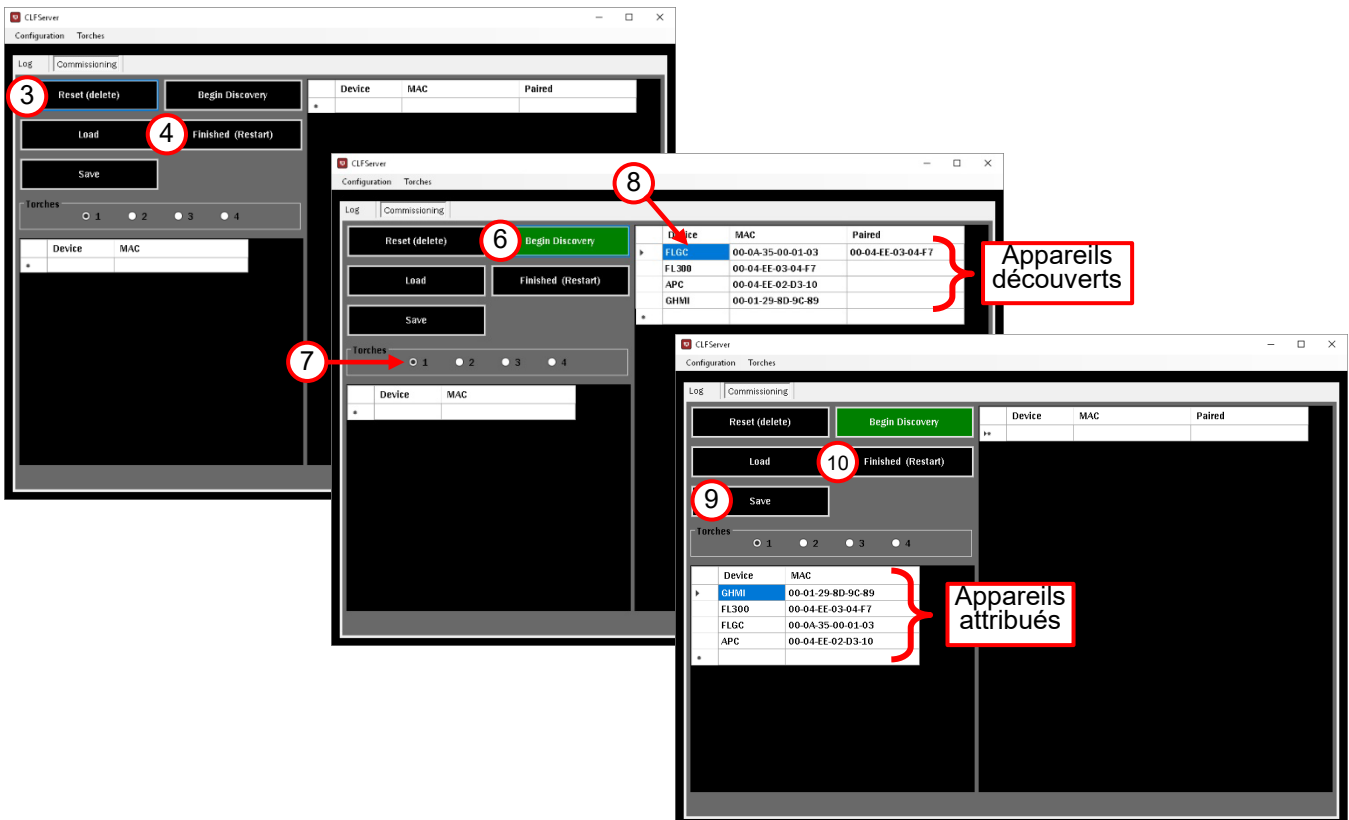 CLFServer
Configuration Torches
Log Commissioning
3 Reset (delete) Begin Discovery
Load 4 Finished (Restart)
Save
Torches
1 2 3 4
Device MAC
Device MAC Paired
CLFServer
Configuration Torches
8
Log Commissioning
Reset (delete) 6 Begin Discovery
Load Finished (Restart)
Save
7 Torches
1 2 3 4
Device MAC
Device MAC Paired
FLGC 00-0A-35-00-01-03 00-04-EE-03-04-F7
FL300 00-04-EE-03-04-F7
APC 00-04-EE-02-D3-10
GHMI 00-01-29-8D-9C-89
Appareils
découverts
CLFServer
Configuration Torches
Log Commissioning
Reset (delete) Begin Discovery
Load 10 Finished (Restart)
9 Save
Torches
1 2 3 4
Device MAC Paired
Device MAC
GHMI 00-01-29-8D-9C-89
FL300 00-04-EE-03-04-F7
FLGC 00-0A-35-00-01-03
APC 00-04-EE-02-D3-10
Appareils
attribués